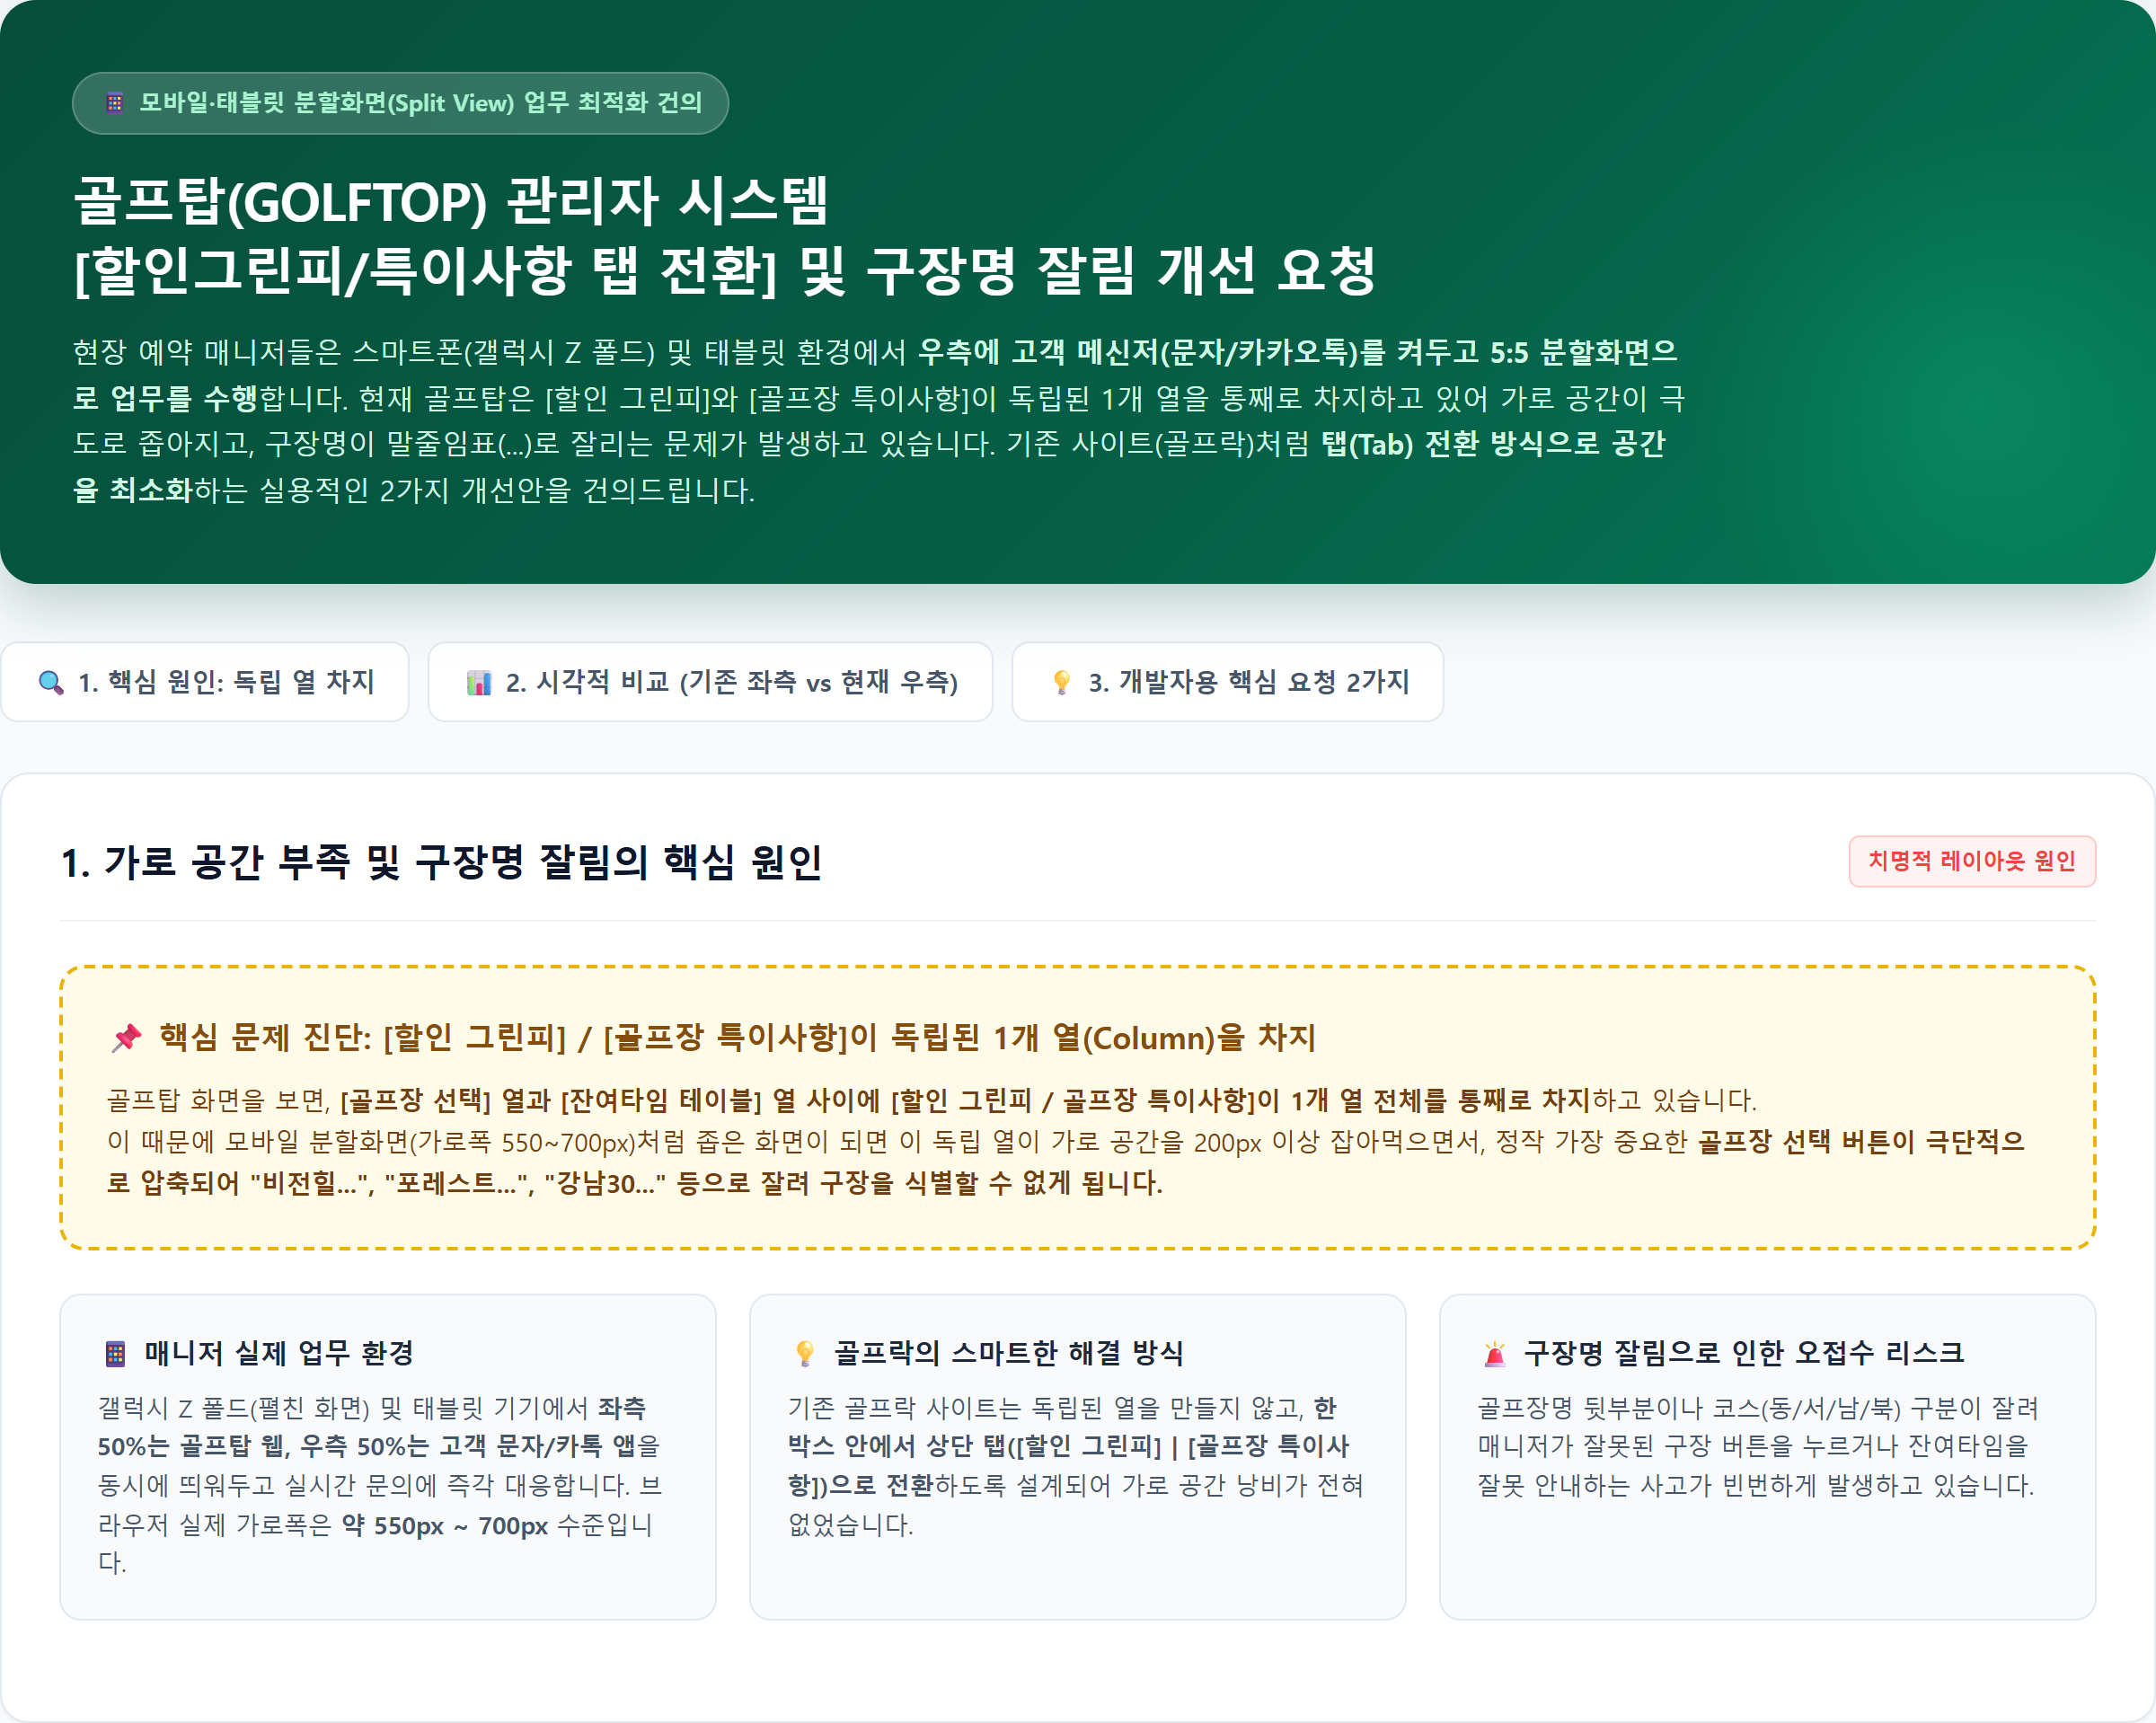 모바일·태블릿 분할화면(Split View) 업무 최적화 건의
골프탑(GOLFTOP) 관리자 시스템
[할인그린피/특이사항 탭 전환] 및 구장명 잘림 개선 요청
현장 예약 매니저들은 스마트폰(갤럭시 Z 폴드) 및 태블릿 환경에서 우측에 고객 메신저(문자/카카오톡)를 켜두고 5:5 분할화면으
로 업무를 수행합니다. 현재 골프탑은 [할인 그린피]와 [골프장 특이사항]이 독립된 1개 열을 통째로 차지하고 있어 가로 공간이 극
도로 좁아지고, 구장명이 말줄임표(...)로 잘리는 문제가 발생하고 있습니다. 기존 사이트(골프락)처럼 탭(Tab) 전환 방식으로 공간
을 최소화하는 실용적인 2가지 개선안을 건의드립니다.
1. 핵심 원인: 독립 열 차지
2. 시각적 비교 (기존 좌측 vs 현재 우측)
3. 개발자용 핵심 요청 2가지
1. 가로 공간 부족 및 구장명 잘림의 핵심 원인
치명적 레이아웃 원인
핵심 문제 진단: [할인 그린피] / [골프장 특이사항]이 독립된 1개 열(Column)을 차지
골프탑 화면을 보면, [골프장 선택] 열과 [잔여타임 테이블] 열 사이에 [할인 그린피 / 골프장 특이사항]이 1개 열 전체를 통째로 차지하고 있습니다.
이 때문에 모바일 분할화면(가로폭 550~700px)처럼 좁은 화면이 되면 이 독립 열이 가로 공간을 200px 이상 잡아먹으면서, 정작 가장 중요한 골프장 선택 버튼이 극단적으
로 압축되어 "비전힐...", "포레스트...", "강남30..." 등으로 잘려 구장을 식별할 수 없게 됩니다.
매니저 실제 업무 환경
갤럭시 Z 폴드(펼친 화면) 및 태블릿 기기에서 좌측
50%는 골프탑 웹, 우측 50%는 고객 문자/카톡 앱을
동시에 띄워두고 실시간 문의에 즉각 대응합니다. 브
라우저 실제 가로폭은 약 550px ~ 700px 수준입니
다.
골프락의 스마트한 해결 방식
기존 골프락 사이트는 독립된 열을 만들지 않고, 한
박스 안에서 상단 탭([할인 그린피] | [골프장 특이사
항])으로 전환하도록 설계되어 가로 공간 낭비가 전혀
없었습니다.
구장명 잘림으로 인한 오접수 리스크
골프장명 뒷부분이나 코스(동/서/남/북) 구분이 잘려
매니저가 잘못된 구장 버튼을 누르거나 잔여타임을
잘못 안내하는 사고가 빈번하게 발생하고 있습니다.